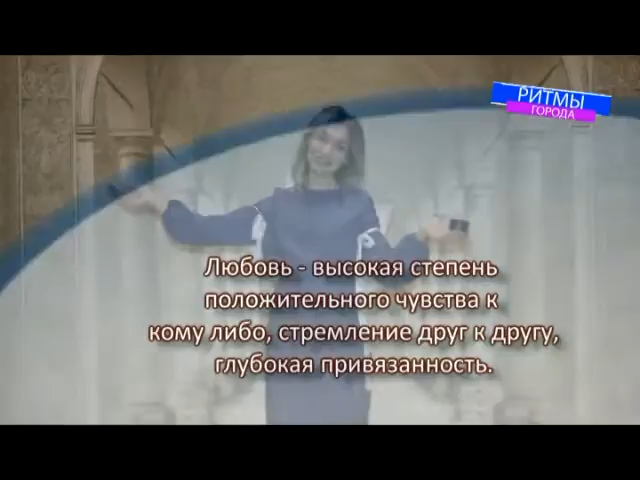 РИТМЫ
ГОРОДА
Любовь - высокая степень
положительного чувства к
кому либо, стремление друг к другу,
глубокая привязанность.